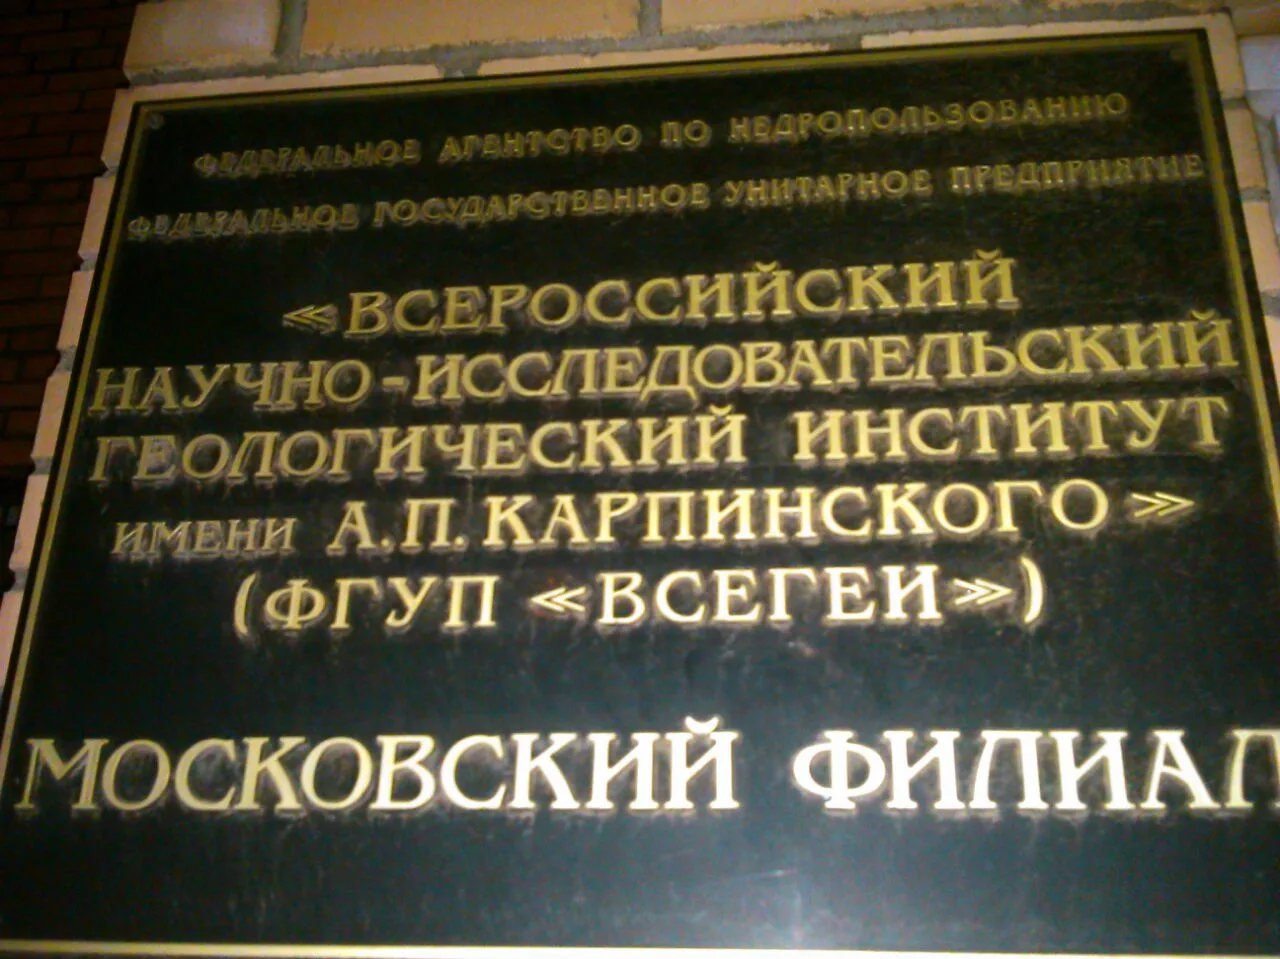 ФЕДЕРАЛЬНОЕ АГЕНТСТВО ПО НЕДРОПОЛЬЗОВАНИЮ
ФЕДЕРАЛЬНОЕ ГОСУДАРСТВЕННОЕ УНИТАРНОЕ ПРЕДПРИЯТИЕ
«ВСЕРОССИЙСКИЙ
НАУЧНО-ИССЛЕДОВАТЕЛЬСКИЙ
ГЕОЛОГИЧЕСКИЙ ИНСТИТУТ
ИМЕНИ А.П. КАРПИНСКОГО»
(ФГУП «ВСЕГЕИ»)
МОСКОВСКИЙ ФИЛИАЛ